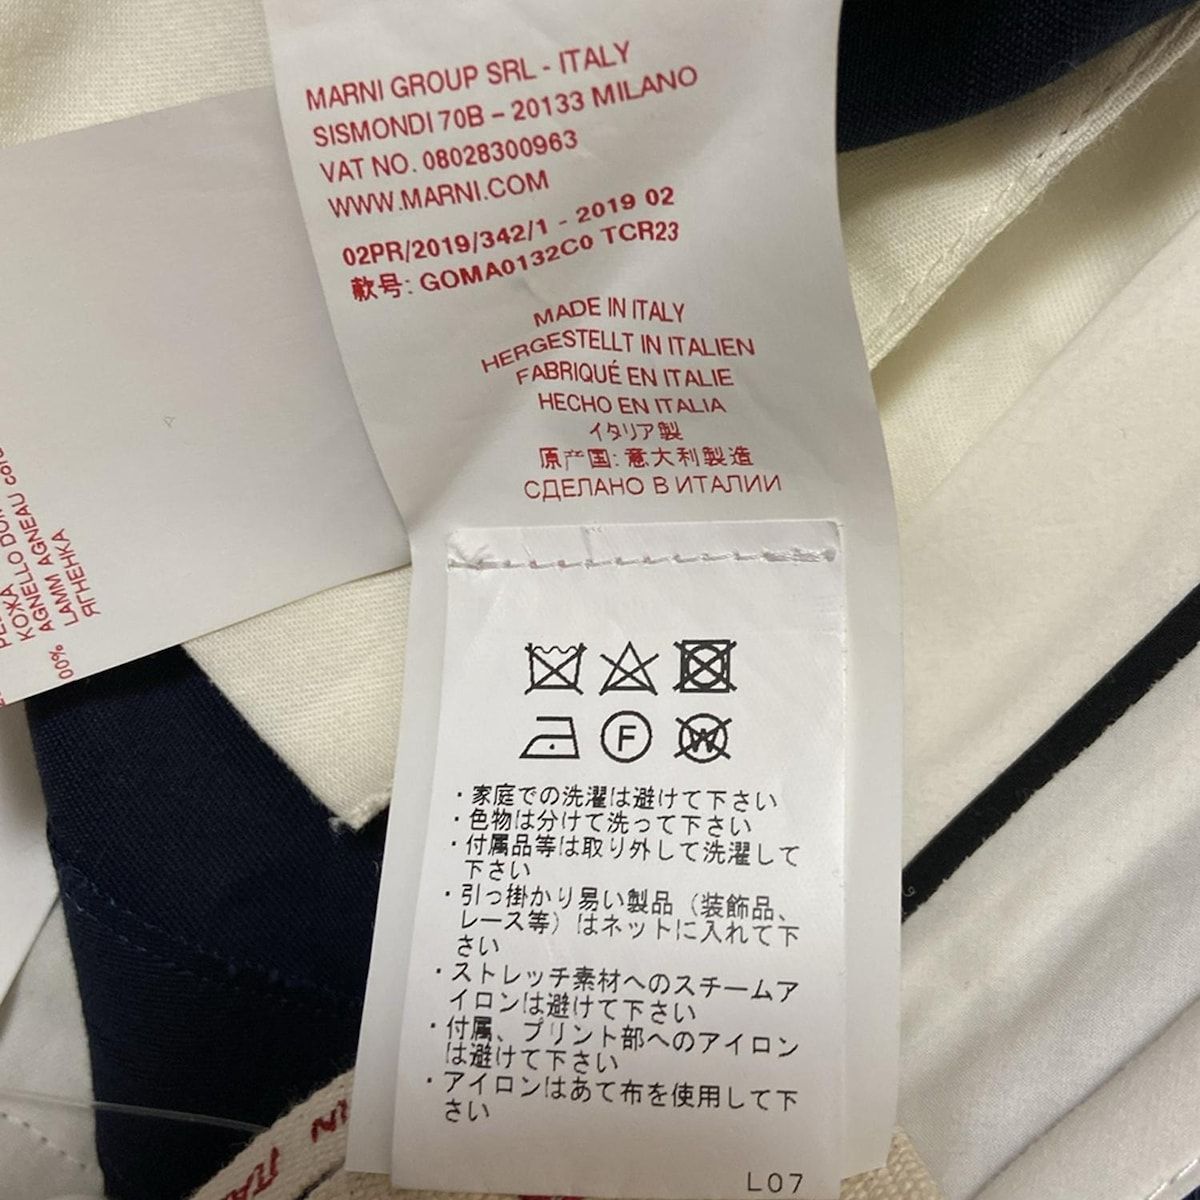 MARNI GROUP SRL - ITALY
SISMONDI 70B – 20133 MILANO
VAT NO. 08028300963
WWW.MARNI.COM
02PR/2019/342/1 - 2019 02
款号: GOMA0132C0 TCR23
MADE IN ITALY
HERGESTELLT IN ITALIEN
FABRIQUÉ EN ITALIE
HECHO EN ITALIA
イタリア製
原产国: 意大利製造
СДЕЛАНО В ИТАЛИИ
КОЖА
AGNELLO
LAMM AGNEAU
ЯГНЕНКА
F
W
・家庭での洗濯は避けて下さい
・色物は分けて洗って下さい
・付属品等は取り外して洗濯して
下さい
・引っ掛かり易い製品（装飾品、
レース等）はネットに入れて下
さい
・ストレッチ素材へのスチームア
イロンは避けて下さい
・付属、プリント部へのアイロン
は避けて下さい
・アイロンはあて布を使用して下
さい
L07